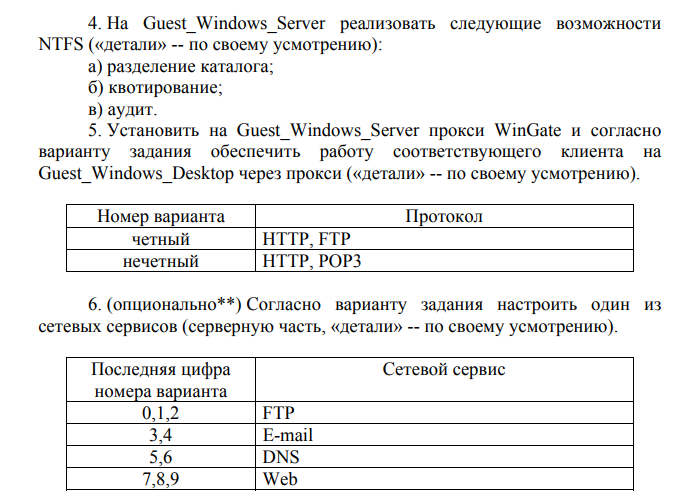 4. На Guest_Windows_Server реализовать следующие возможности
NTFS («детали» -- по своему усмотрению):
а) разделение каталога;
б) квотирование;
в) аудит.
5. Установить на Guest_Windows_Server прокси WinGate и согласно
варианту задания обеспечить работу соответствующего клиента на
Guest_Windows_Desktop через прокси («детали» -- по своему усмотрению).
Номер варианта Протокол
четный HTTP, FTP
нечетный HTTP, POP3
6. (опционально**) Согласно варианту задания настроить один из
сетевых сервисов (серверную часть, «детали» -- по своему усмотрению).
Последняя цифра Сетевой сервис
номера варианта
0,1,2 FTP
3,4 E-mail
5,6 DNS
7,8,9 Web